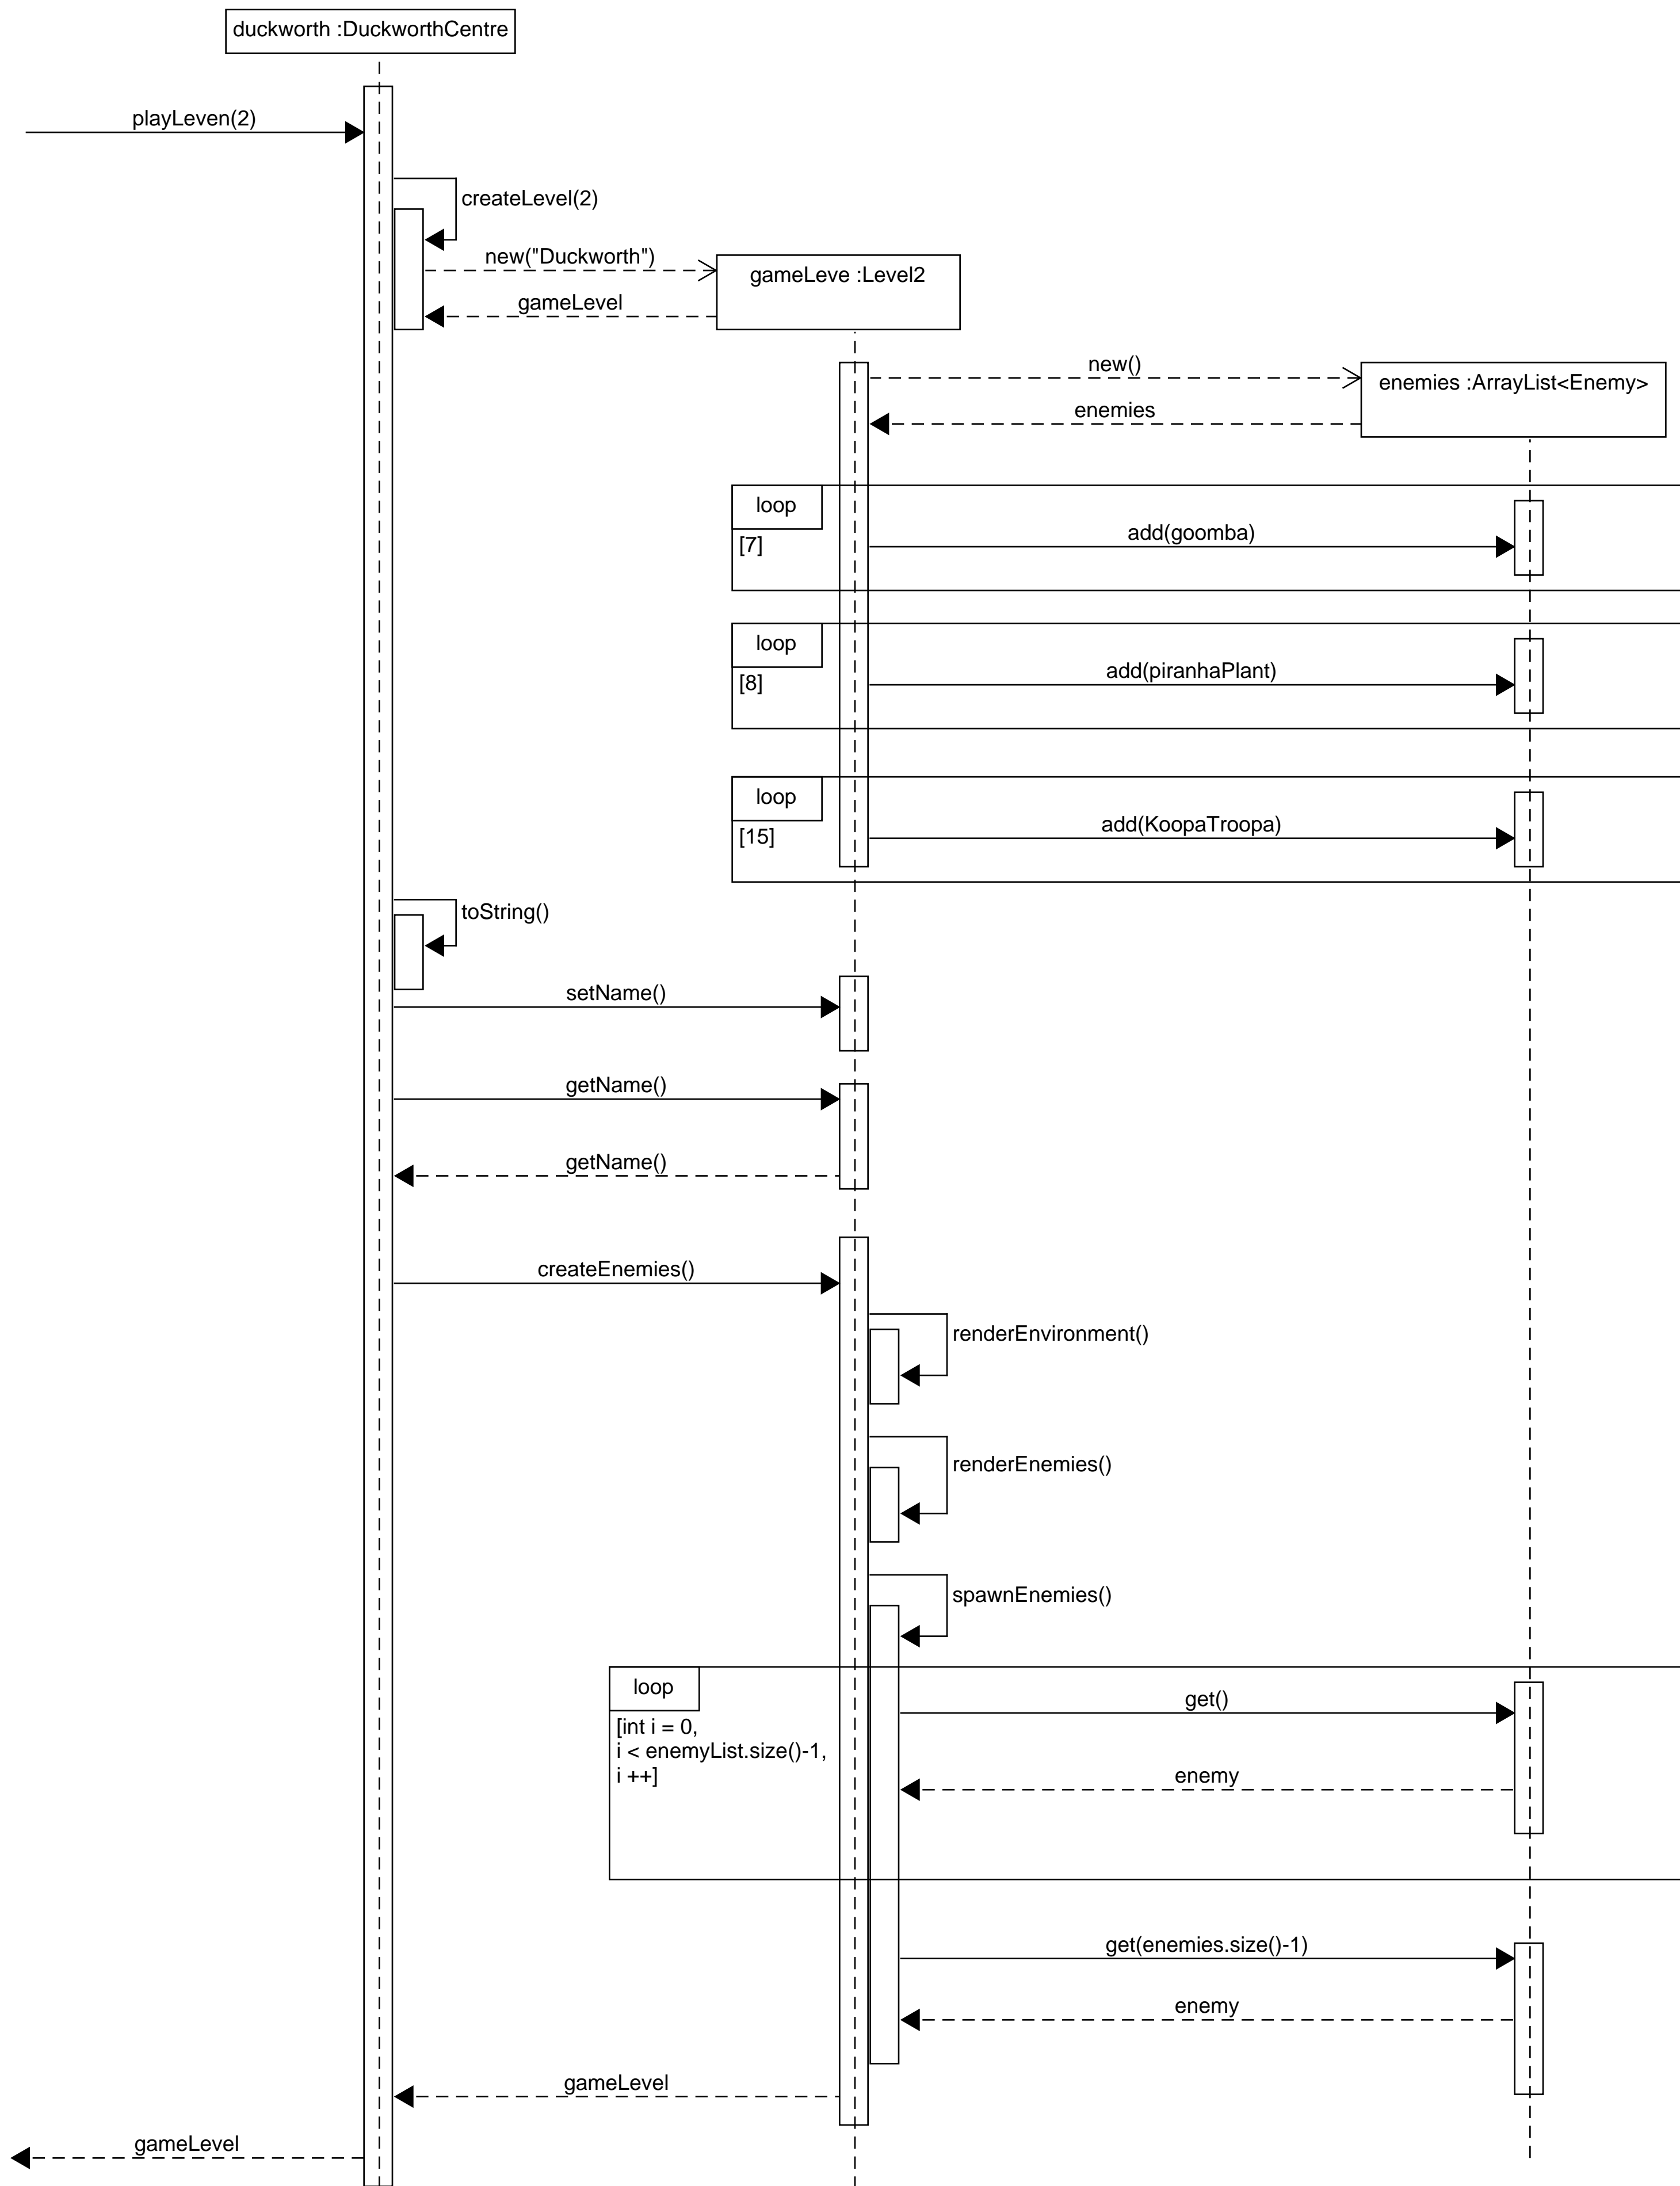 duckworth :DuckworthCentre
playLeven(2)
createLevel(2)
new("Duckworth")
gameLeve :Level2
gameLevel
new()
enemies :ArrayList<Enemy>
enemies
loop
[7]
add(goomba)
loop
[8]
add(piranhaPlant)
loop
[15]
add(KoopaTroopa)
toString()
setName()
getName()
getName()
createEnemies()
renderEnvironment()
renderEnemies()
spawnEnemies()
loop
[int i = 0,
i < enemyList.size()-1,
i ++]
get()
enemy
get(enemies.size()-1)
enemy
gameLevel
gameLevel